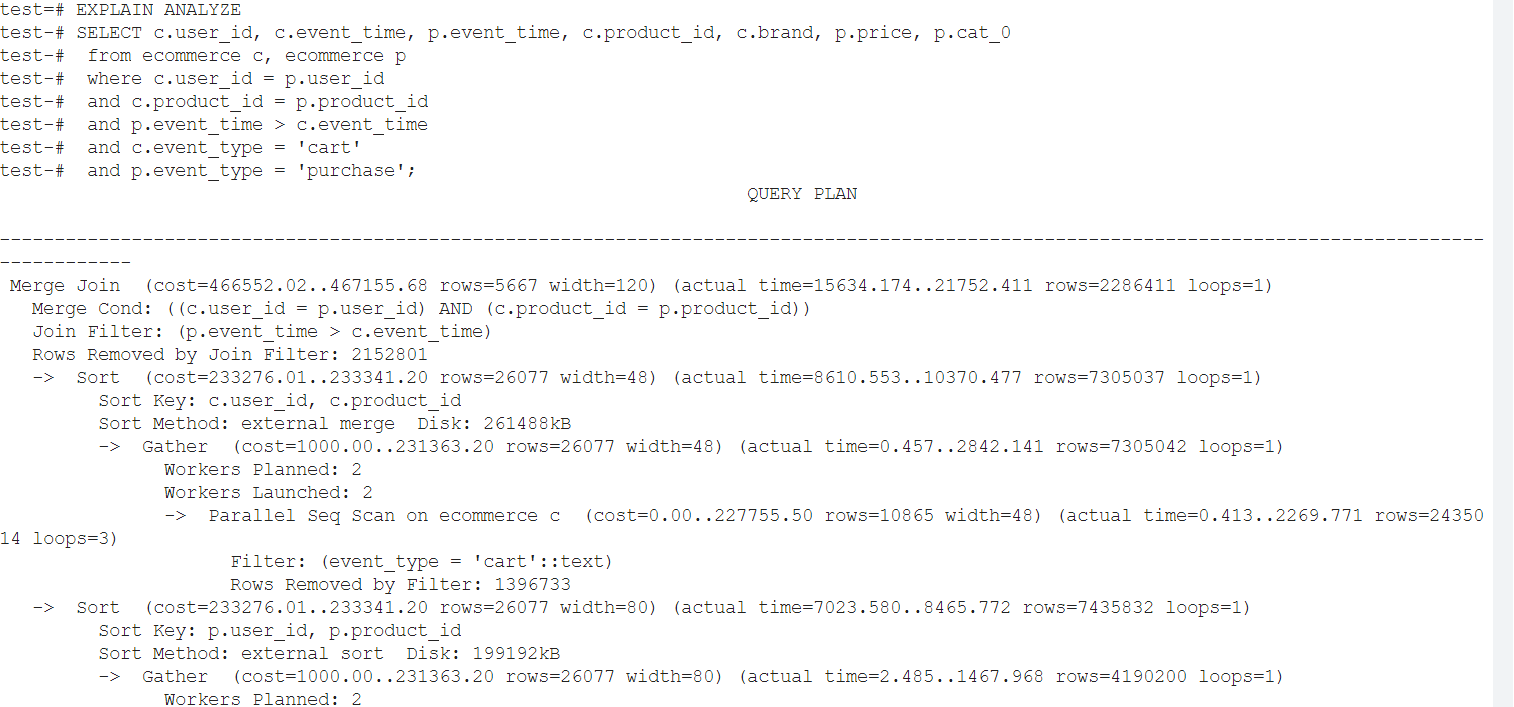 test=# EXPLAIN ANALYZE
test-# SELECT c.user_id, c.event_time, p.event_time, c.product_id, c.brand, p.price, p.cat_0
test-#  from ecommerce c, ecommerce p
test-#  where c.user_id = p.user_id
test-#  and c.product_id = p.product_id
test-#  and p.event_time > c.event_time
test-#  and c.event_type = 'cart'
test-#  and p.event_type = 'purchase';
QUERY PLAN
---------------------------------------------------------------------------------------------------------------------------------------
------------
Merge Join  (cost=466552.02..467155.68 rows=5667 width=120) (actual time=15634.174..21752.411 rows=2286411 loops=1)
Merge Cond: ((c.user_id = p.user_id) AND (c.product_id = p.product_id))
Join Filter: (p.event_time > c.event_time)
Rows Removed by Join Filter: 2152801
->  Sort  (cost=233276.01..233341.20 rows=26077 width=48) (actual time=8610.553..10370.477 rows=7305037 loops=1)
Sort Key: c.user_id, c.product_id
Sort Method: external merge  Disk: 261488kB
->  Gather  (cost=1000.00..231363.20 rows=26077 width=48) (actual time=0.457..2842.141 rows=7305042 loops=1)
Workers Planned: 2
Workers Launched: 2
->  Parallel Seq Scan on ecommerce c  (cost=0.00..227755.50 rows=10865 width=48) (actual time=0.413..2269.771 rows=24350
14 loops=3)
Filter: (event_type = 'cart'::text)
Rows Removed by Filter: 1396733
->  Sort  (cost=233276.01..233341.20 rows=26077 width=80) (actual time=7023.580..8465.772 rows=7435832 loops=1)
Sort Key: p.user_id, p.product_id
Sort Method: external sort  Disk: 199192kB
->  Gather  (cost=1000.00..231363.20 rows=26077 width=80) (actual time=2.485..1467.968 rows=4190200 loops=1)
Workers Planned: 2